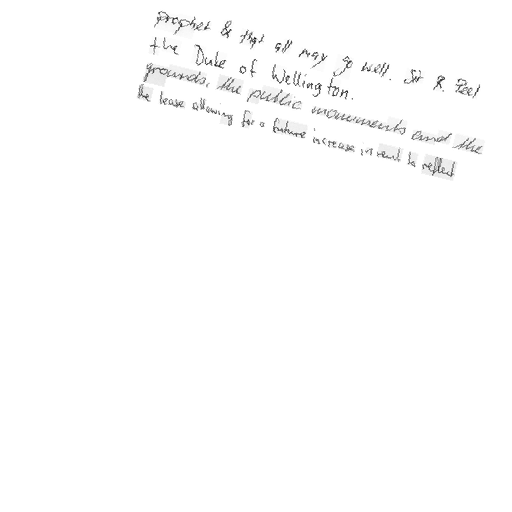 prophet & that all may go well. Sir R. Peel
the Duke of Wellington.
grounds, the public monuments and the
the lease allowing for a future increase in rent to reflect